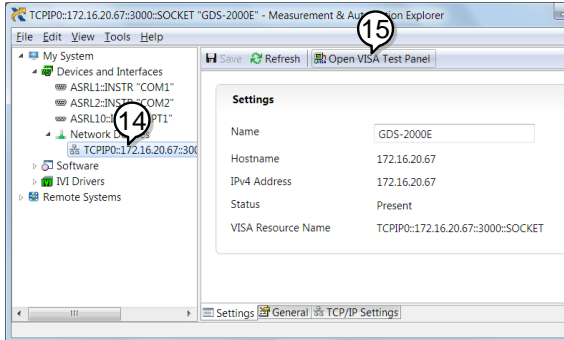 TCPIP0::172.16.20.67::3000::SOCKET "GDS-2000E" - Measurement & Automation Explorer
15
File Edit View Tools Help
My System
Devices and Interfaces
ASRL1::INSTR "COM1"
ASRL2::INSTR "COM2"
14
Network
TCPIP0::172.16.20.67::300
Software
IVI Drivers
Remote Systems
Save Refresh Open VISA Test Panel
Settings
Name GDS-2000E
Hostname 172.16.20.67
IPv4 Address 172.16.20.67
Status Present
VISA Resource Name TCPIP0::172.16.20.67::3000::SOCKET
Settings General TCP/IP Settings